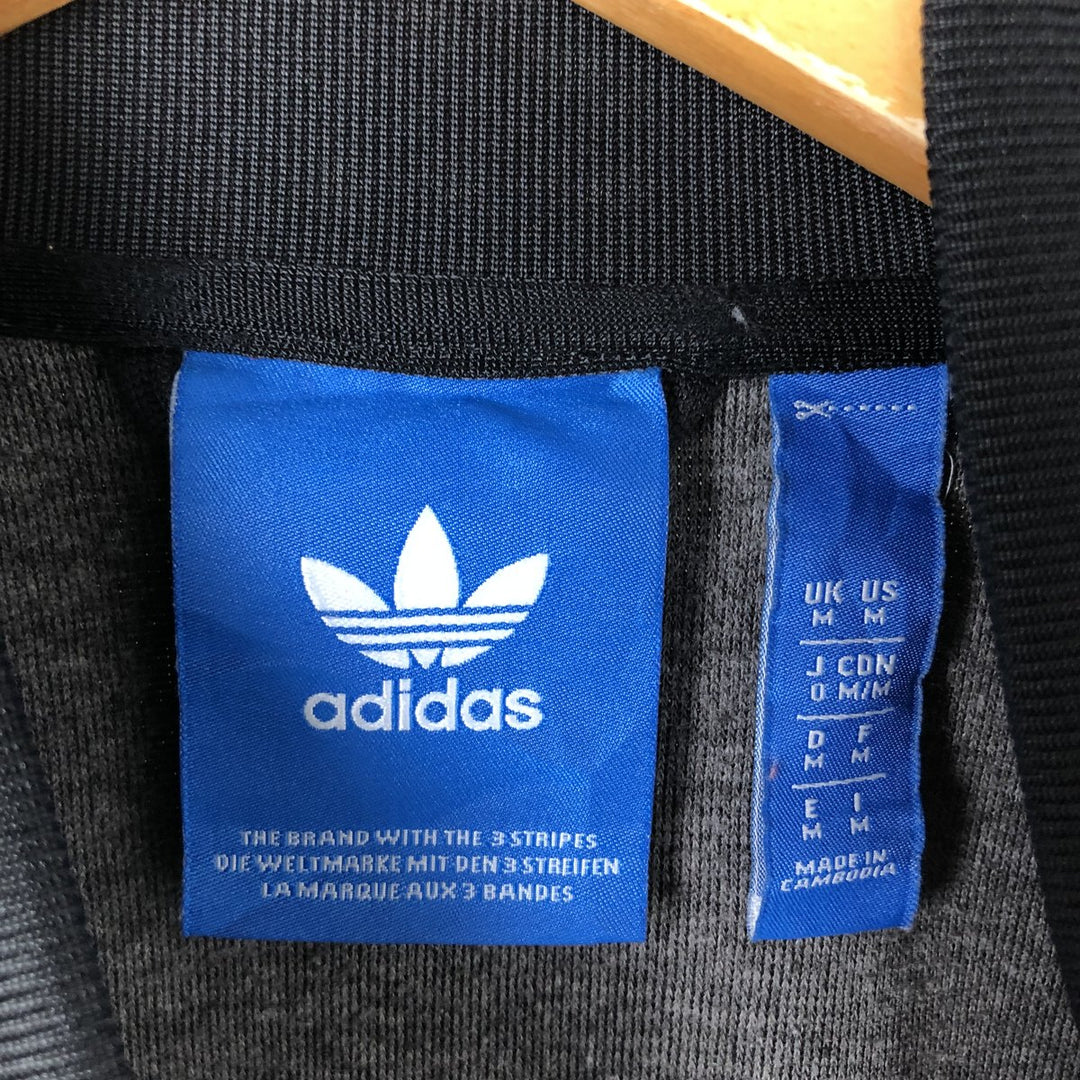 adidas
THE BRAND WITH THE 3 STRIPES
DIE WELTMARKE MIT DEN 3 STREIFEN
LA MARQUE AUX 3 BANDES
UK US
M M
J CDN
O M/M
D F
M M
E I
M M
MADE IN
CAMBODIA